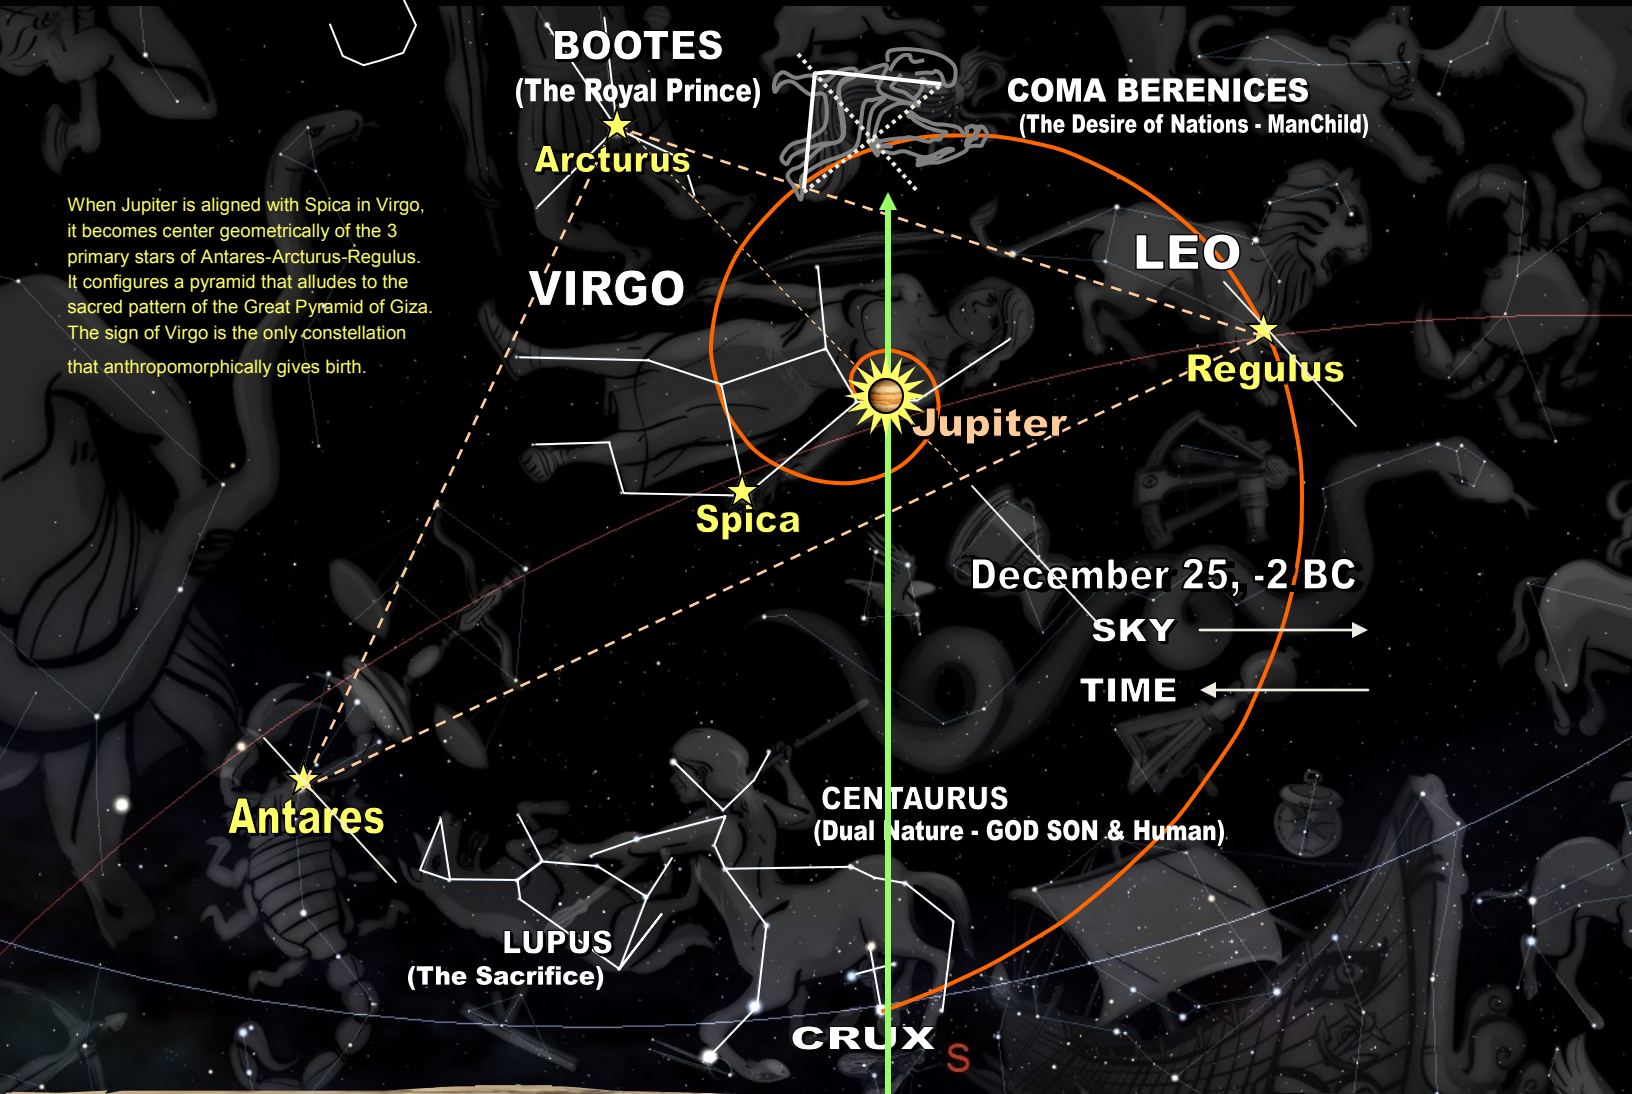 BOOTES
(The Royal Prince)
Arcturus
COMA BERENICES
(The Desire of Nations - ManChild)
When Jupiter is aligned with Spica in Virgo,
it becomes center geometrically of the 3
primary stars of Antares-Arcturus-Regulus.
It configures a pyramid that alludes to the
sacred pattern of the Great Pyramid of Giza.
The sign of Virgo is the only constellation
that anthropomorphically gives birth.
VIRGO
LEO
Regulus
Jupiter
Spica
December 25, -2 BC
SKY
TIME
Antares
CENTAURUS
(Dual Nature - GOD SON & Human)
LUPUS
(The Sacrifice)
CRUX
S